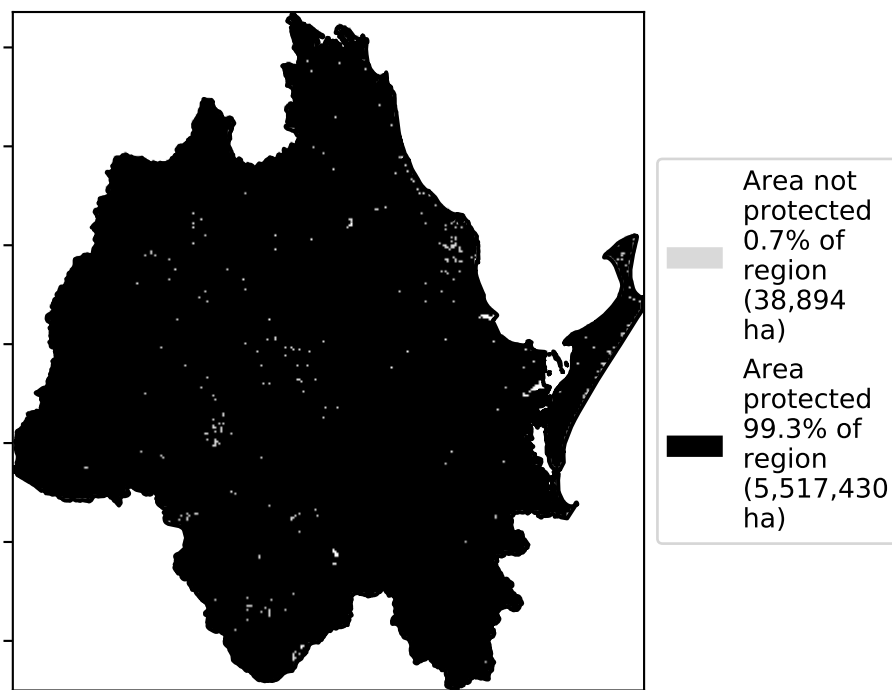 Area not
protected
0.7% of
region
(38,894
ha)
Area
protected
99.3% of
region
(5,517,430
ha)